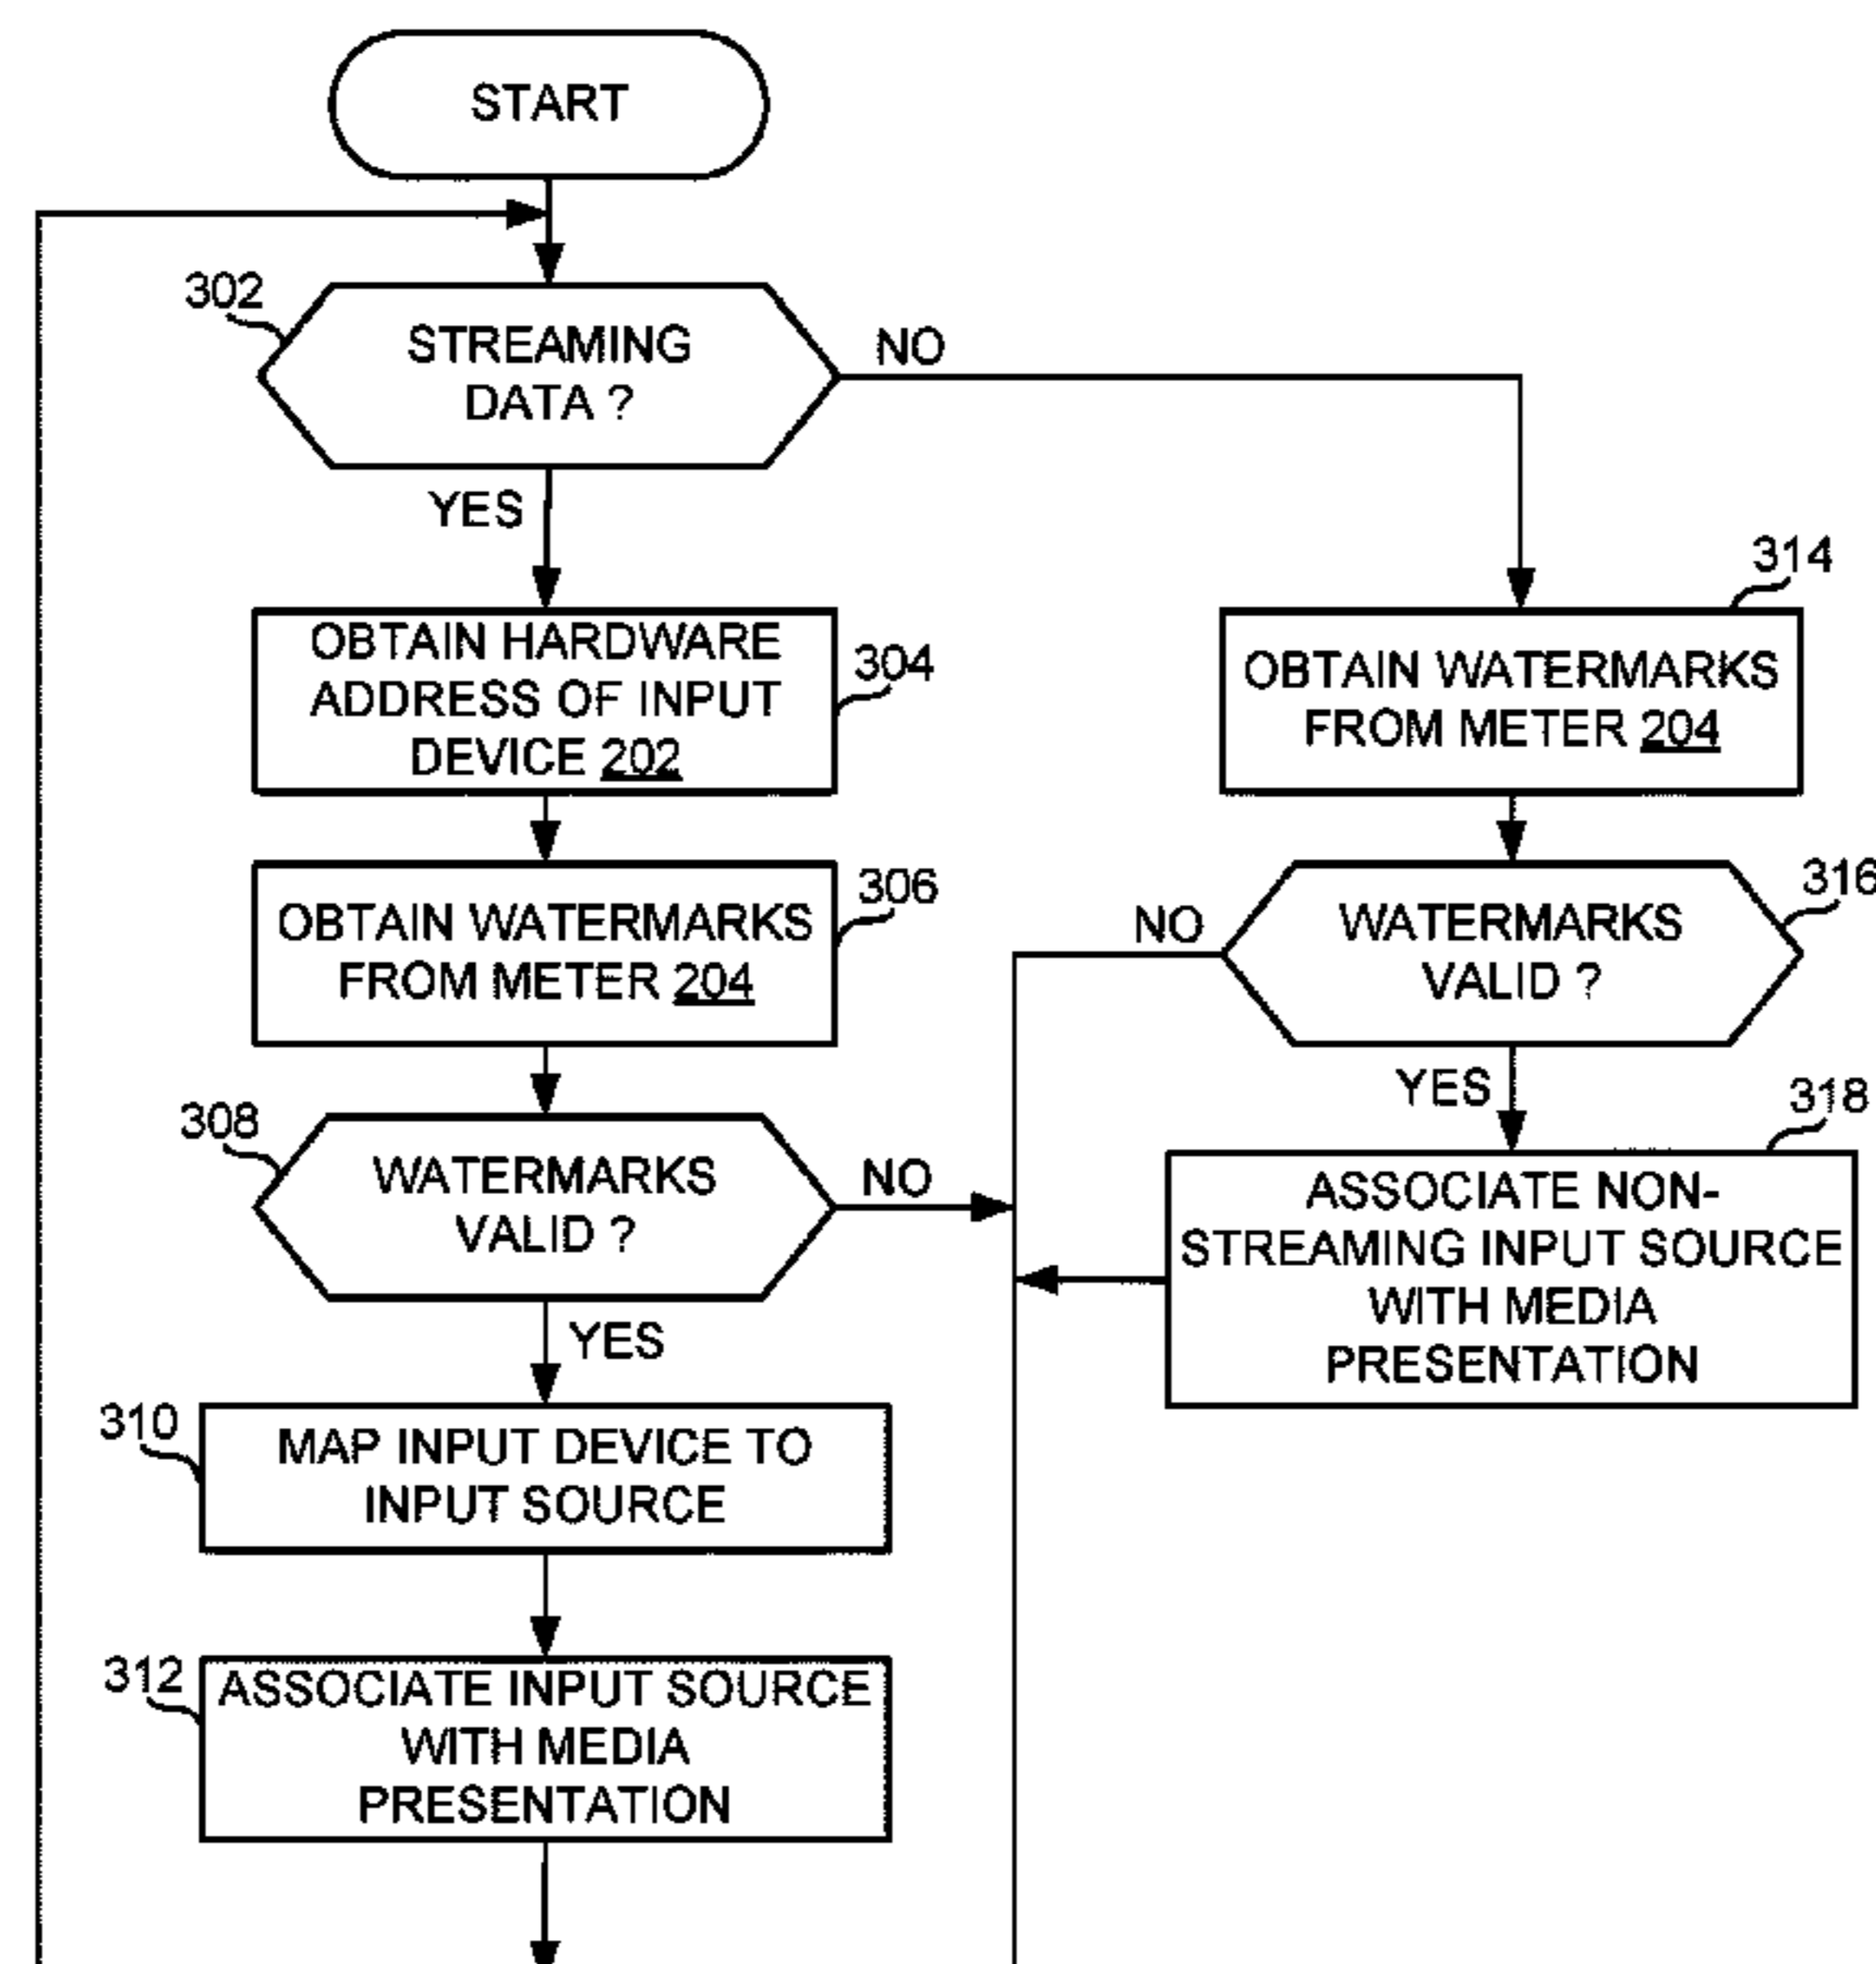 START
302
STREAMING
DATA ?
NO
YES
304
OBTAIN HARDWARE
ADDRESS OF INPUT
DEVICE 202
306
OBTAIN WATERMARKS
FROM METER 204
308
WATERMARKS
VALID ?
NO
YES
310
MAP INPUT DEVICE TO
INPUT SOURCE
312
ASSOCIATE INPUT SOURCE
WITH MEDIA
PRESENTATION
314
OBTAIN WATERMARKS
FROM METER 204
316
WATERMARKS
VALID ?
NO
YES
318
ASSOCIATE NON-
STREAMING INPUT SOURCE
WITH MEDIA
PRESENTATION